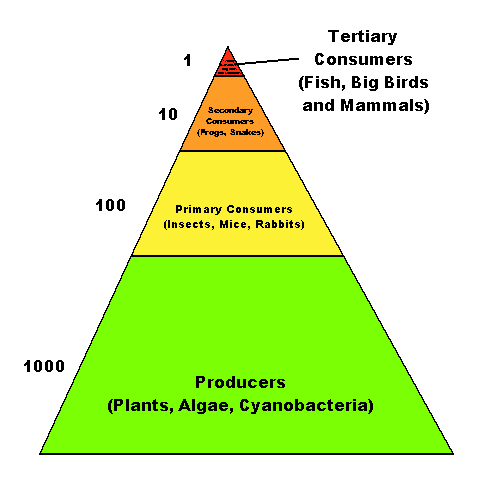 1
Tertiary
Consumers
(Fish, Big Birds
and Mammals)
10
Secondary
Consumers
(Frogs, Snakes)
100
Primary Consumers
(Insects, Mice, Rabbits)
1000
Producers
(Plants, Algae, Cyanobacteria)